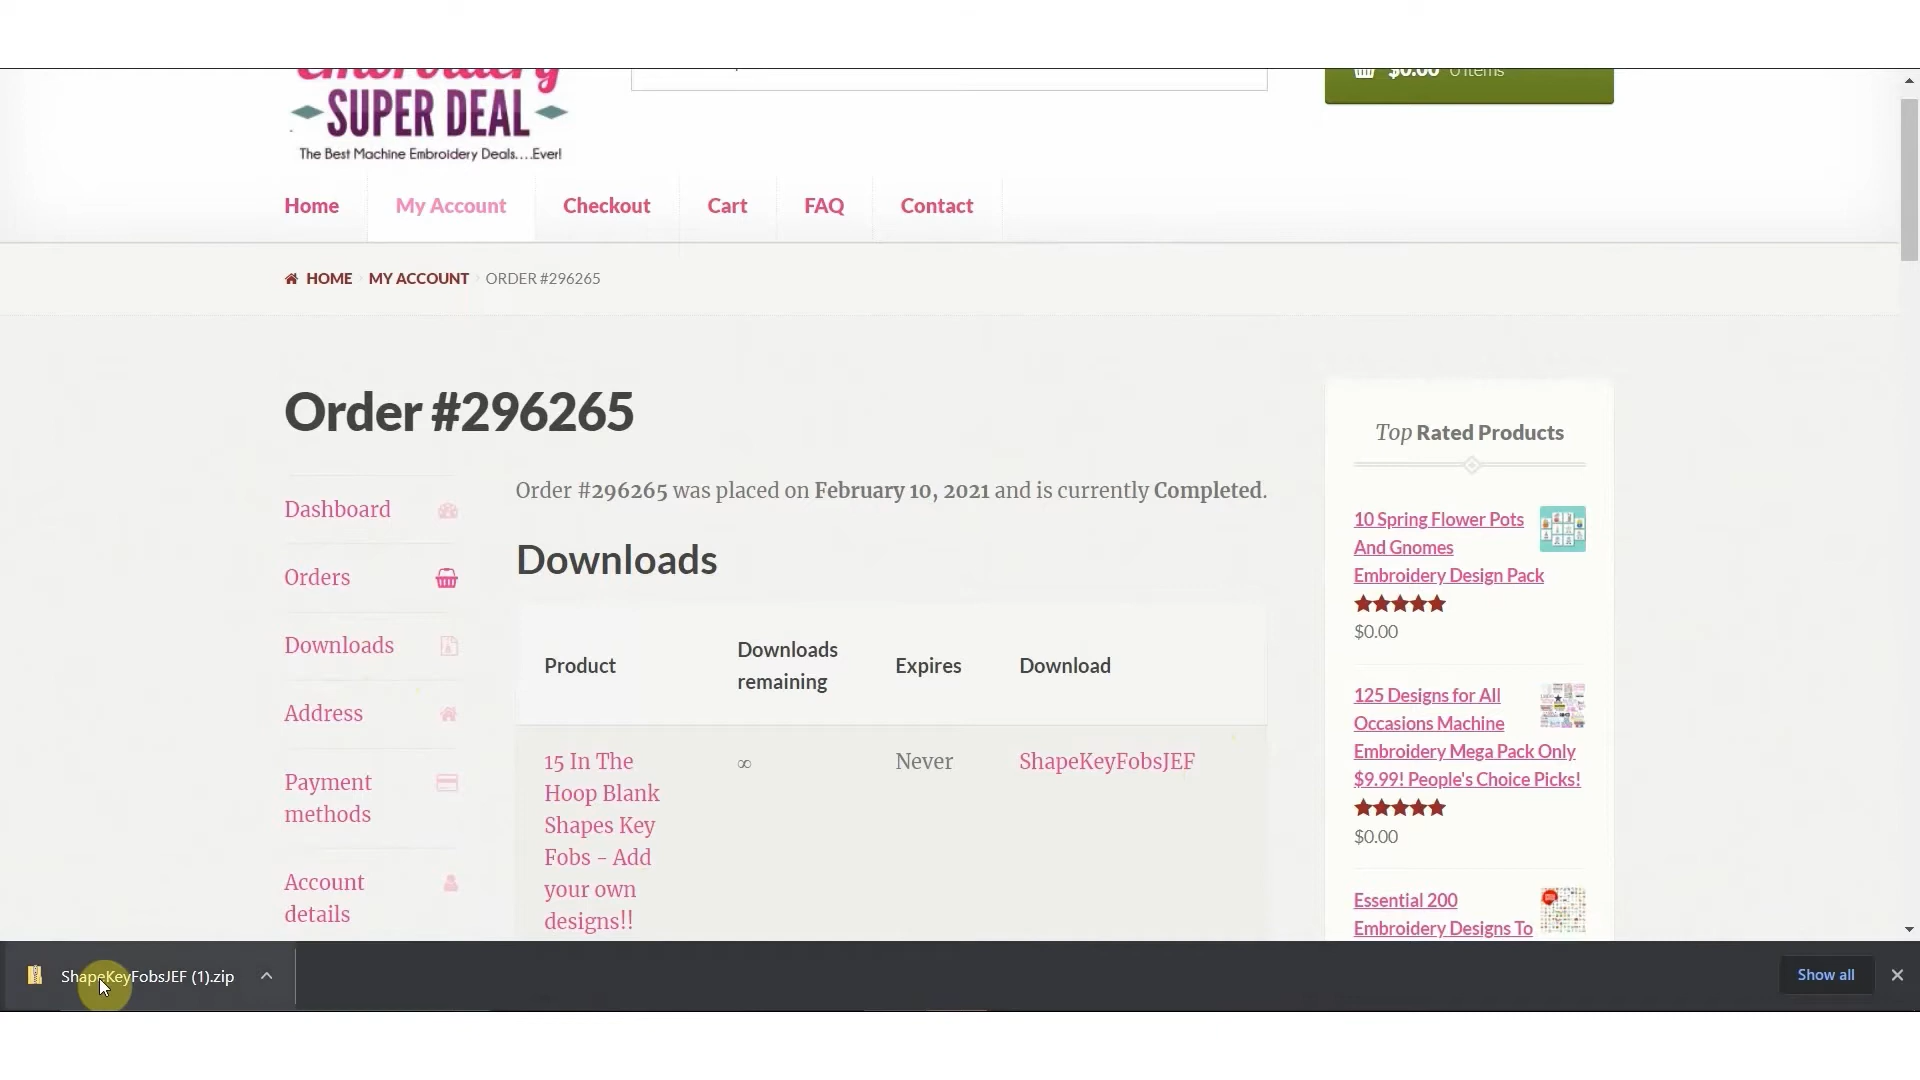 Embroidery
SUPER DEAL
The Best Machine Embroidery Deals....Ever!
$0.00 0 items
Home
My Account
Checkout
Cart
FAQ
Contact
HOME
MY ACCOUNT
ORDER #296265
Order #296265
Dashboard
Orders
Downloads
Address
Payment
methods
Account
details
Order #296265 was placed on February 10, 2021 and is currently Completed.
Downloads
Product
Downloads
remaining
Expires
Download
15 In The
Hoop Blank
Shapes Key
Fobs – Add
your own
designs!!
∞
Never
ShapeKeyFobsJEF
Top Rated Products
10 Spring Flower Pots
And Gnomes
Embroidery Design Pack
$0.00
125 Designs for All
Occasions Machine
Embroidery Mega Pack Only
$9.99! People's Choice Picks!
$0.00
Essential 200
Embroidery Designs To
ShapeKeyFobsJEF (1).zip
Show all